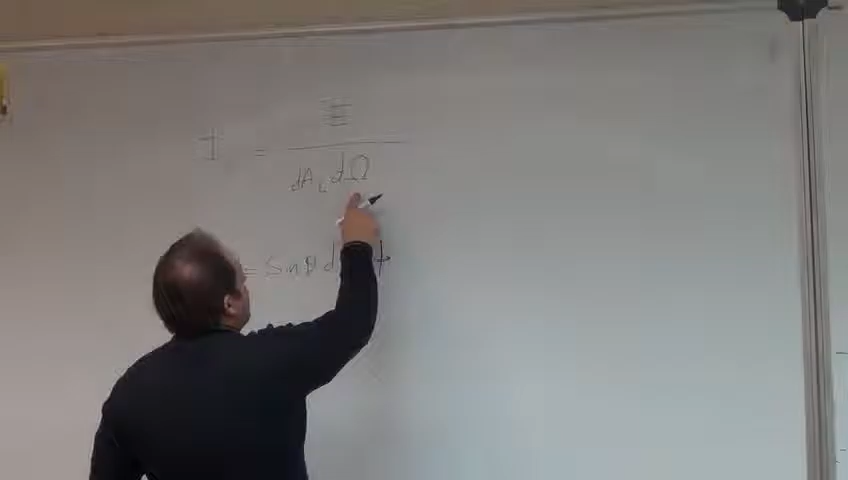 I = Ξ / dA⊥ dΩ
= Sinθ d